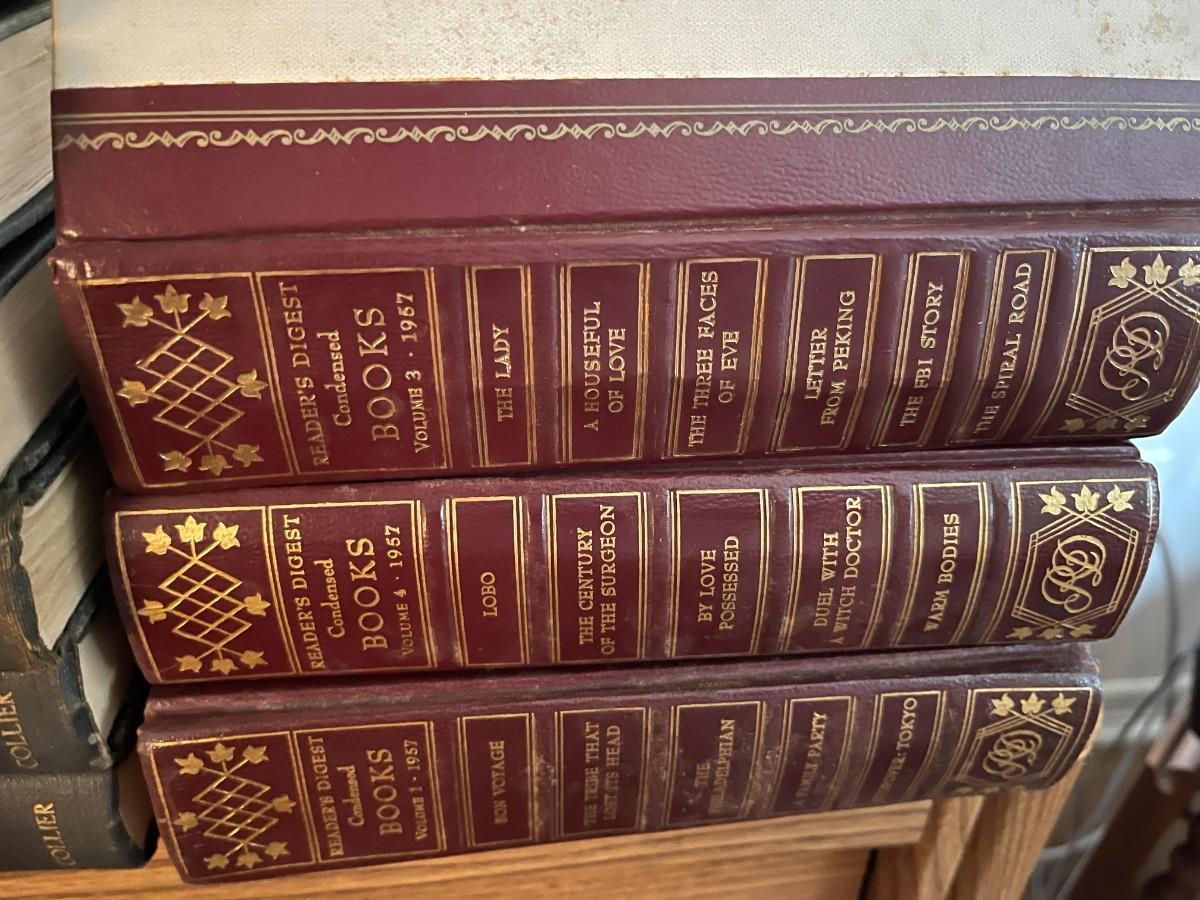 READER'S DIGEST
Condensed
BOOKS
VOLUME 3 · 1957
THE LADY
A HOUSEFUL
OF LOVE
THE THREE FACES
OF EVE
LETTER
FROM PEKING
THE FBI STORY
THE SPIRAL ROAD
READER'S DIGEST
Condensed
BOOKS
VOLUME 4 · 1957
LOBO
THE CENTURY
OF THE SURGEON
BY LOVE
POSSESSED
DUEL WITH
A WITCH DOCTOR
WARM BODIES
READER'S DIGEST
Condensed
BOOKS
VOLUME 1 · 1957
BON VOYAGE
THE TRIBE THAT
LOST ITS HEAD
THE
PHILADELPHIAN
A FAMILY PARTY
STOPOVER: TOKYO
COLLIER
COLLIER